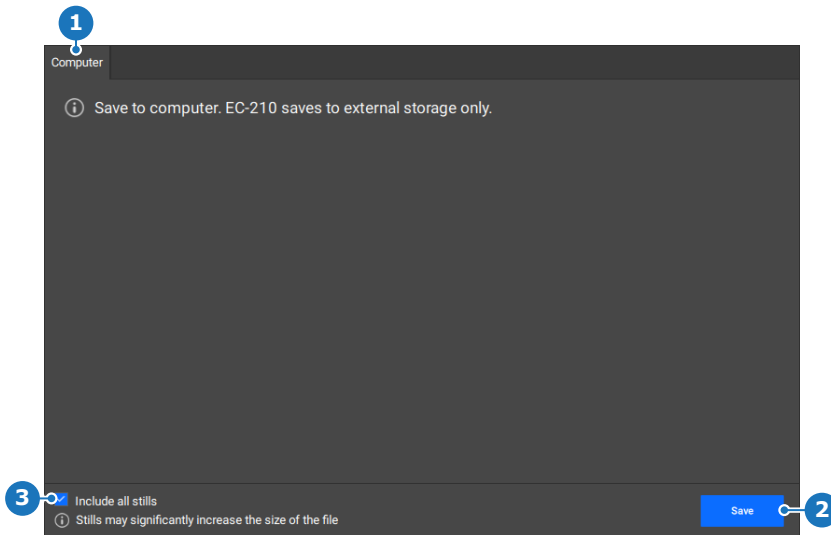 1
Computer
Save to computer. EC-210 saves to external storage only.
3
Include all stills
Stills may significantly increase the size of the file
Save
2